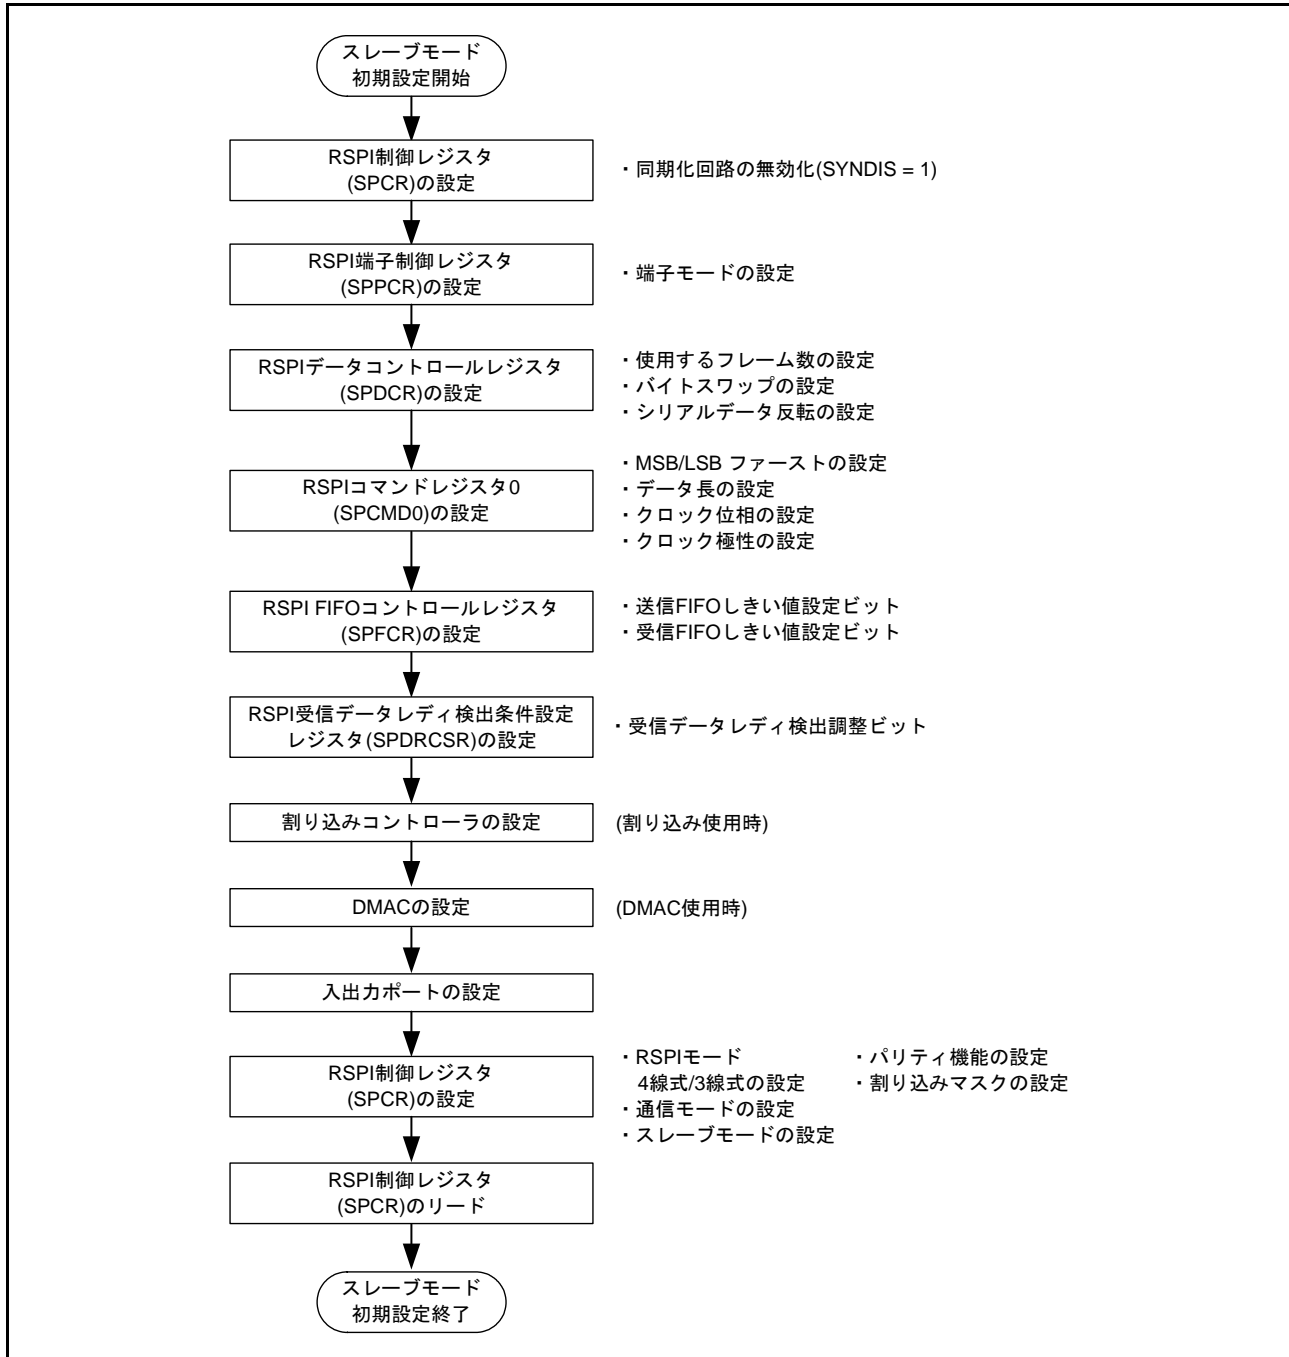 スレーブモード
初期設定開始
RSPI制御レジスタ
(SPCR)の設定
・同期化回路の無効化(SYNDIS = 1)
RSPI端子制御レジスタ
(SPPCR)の設定
・端子モードの設定
RSPIデータコントロールレジスタ
(SPDCR)の設定
・使用するフレーム数の設定
・バイトスワップの設定
・シリアルデータ反転の設定
RSPIコマンドレジスタ0
(SPCMD0)の設定
・MSB/LSB ファーストの設定
・データ長の設定
・クロック位相の設定
・クロック極性の設定
RSPI FIFOコントロールレジスタ
(SPFCR)の設定
・送信FIFOしきい値設定ビット
・受信FIFOしきい値設定ビット
RSPI受信データレディ検出条件設定
レジスタ(SPDRCSR)の設定
・受信データレディ検出調整ビット
割り込みコントローラの設定
(割り込み使用時)
DMACの設定
(DMAC使用時)
入出力ポートの設定
RSPI制御レジスタ
(SPCR)の設定
・RSPIモード
4線式/3線式の設定
・通信モードの設定
・スレーブモードの設定
・パリティ機能の設定
・割り込みマスクの設定
RSPI制御レジスタ
(SPCR)のリード
スレーブモード
初期設定終了